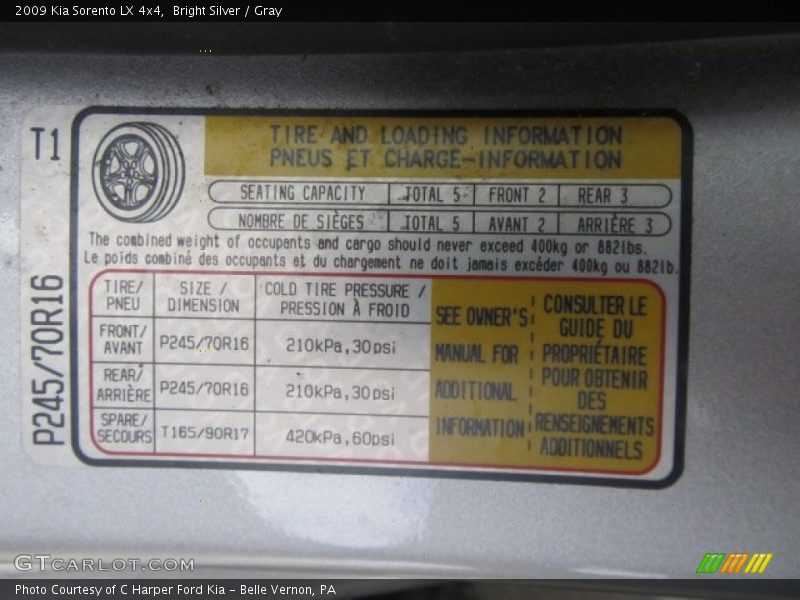 2009 Kia Sorento LX 4x4,  Bright Silver / Gray
T1
P245/70R16
TIRE AND LOADING INFORMATION
PNEUS ET CHARGE-INFORMATION
SEATING CAPACITY TOTAL 5 FRONT 2 REAR 3
NOMBRE DE SIÈGES TOTAL 5 AVANT 2 ARRIÈRE 3
The combined weight of occupants and cargo should never exceed 400kg or 882lbs.
Le poids combiné des occupants et du chargement ne doit jamais excéder 400kg ou 882lb.
TIRE/
PNEU
SIZE /
DIMENSION
COLD TIRE PRESSURE /
PRESSION À FROID
FRONT/
AVANT
P245/70R16
210kPa,30psi
REAR/
ARRIÈRE
P245/70R16
210kPa,30psi
SPARE/
SECOURS
T165/90R17
420kPa,60psi
SEE OWNER'S
MANUAL FOR
ADDITIONAL
INFORMATION
CONSULTER LE
GUIDE DU
PROPRIÉTAIRE
POUR OBTENIR
DES
RENSEIGNEMENTS
ADDITIONNELS
GTCARLOT.COM
Photo Courtesy of C Harper Ford Kia - Belle Vernon, PA